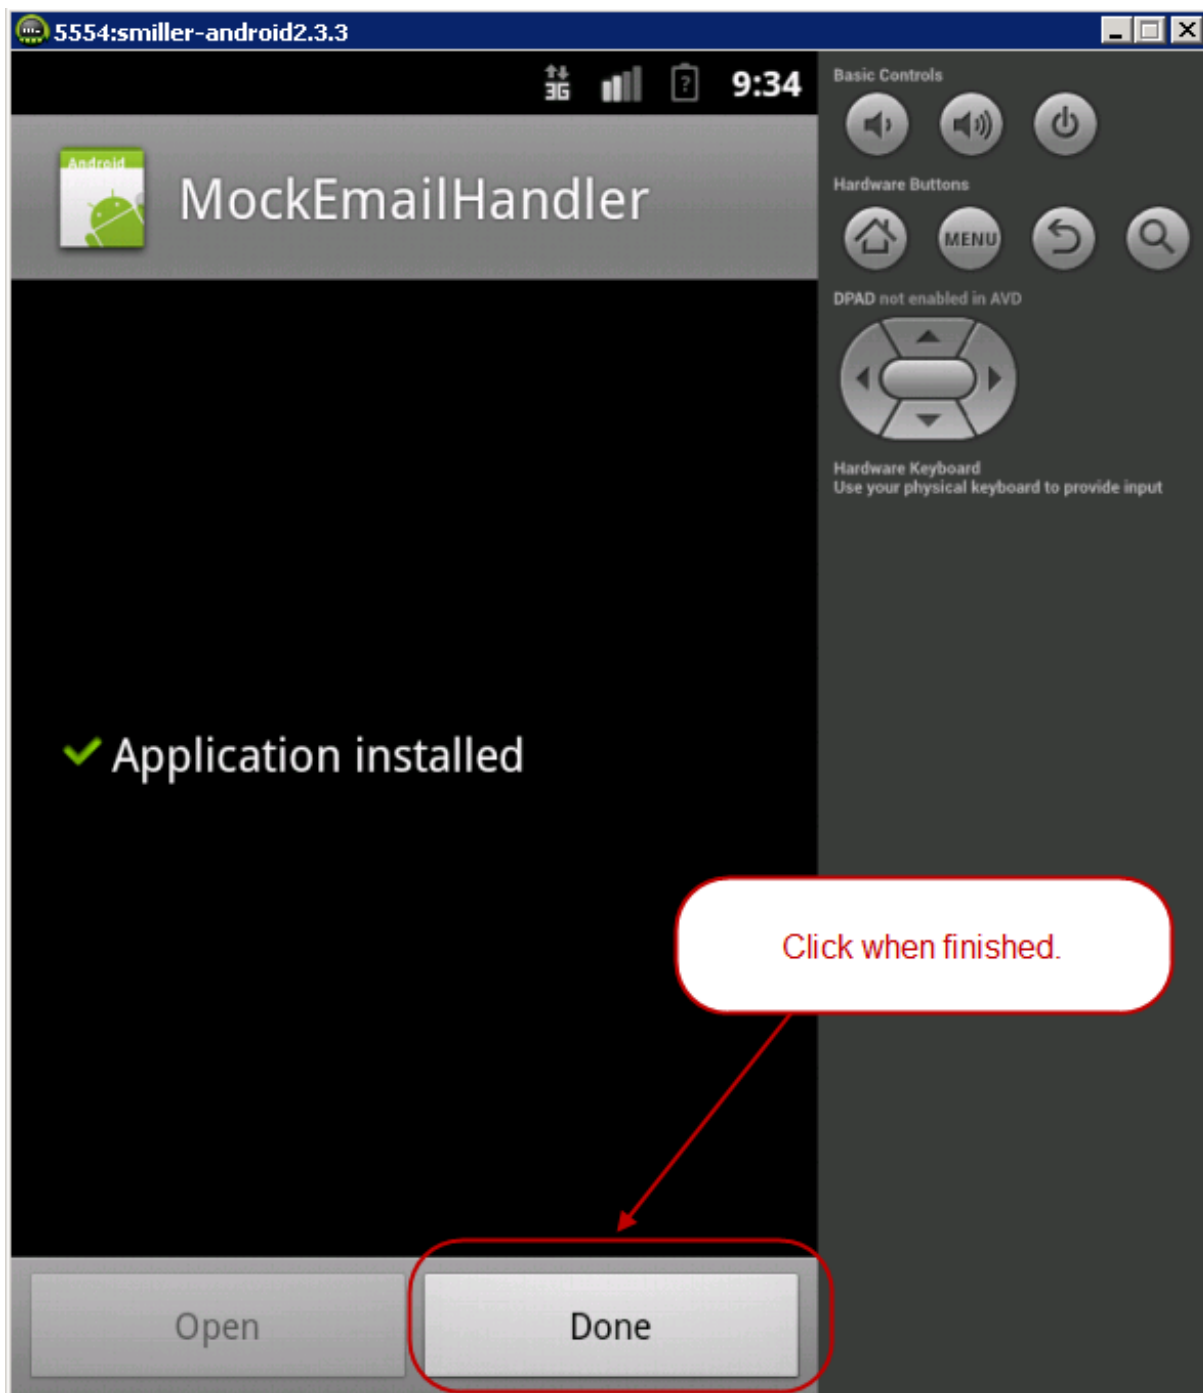 5554:smiller-android2.3.3
3G
?
9:34
Android
MockEmailHandler
Application installed
Open
Done
Basic Controls
Hardware Buttons
MENU
DPAD not enabled in AVD
Hardware Keyboard
Use your physical keyboard to provide input
Click when finished.